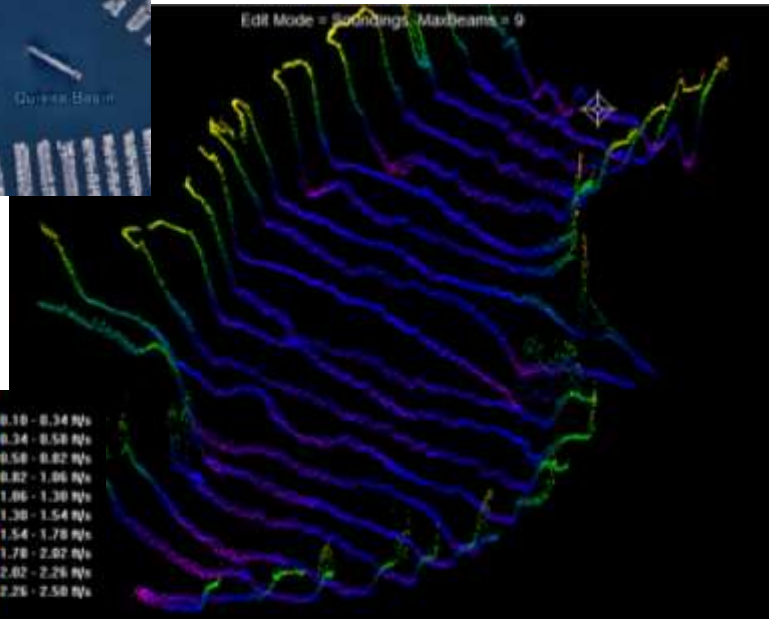 Edit Mode = Soundings, MaxBeams = 9
Basin
0.10 - 0.34 ft/s
0.34 - 0.58 ft/s
0.58 - 0.82 ft/s
0.82 - 1.06 ft/s
1.06 - 1.30 ft/s
1.30 - 1.54 ft/s
1.54 - 1.78 ft/s
1.78 - 2.02 ft/s
2.02 - 2.26 ft/s
2.26 - 2.50 ft/s